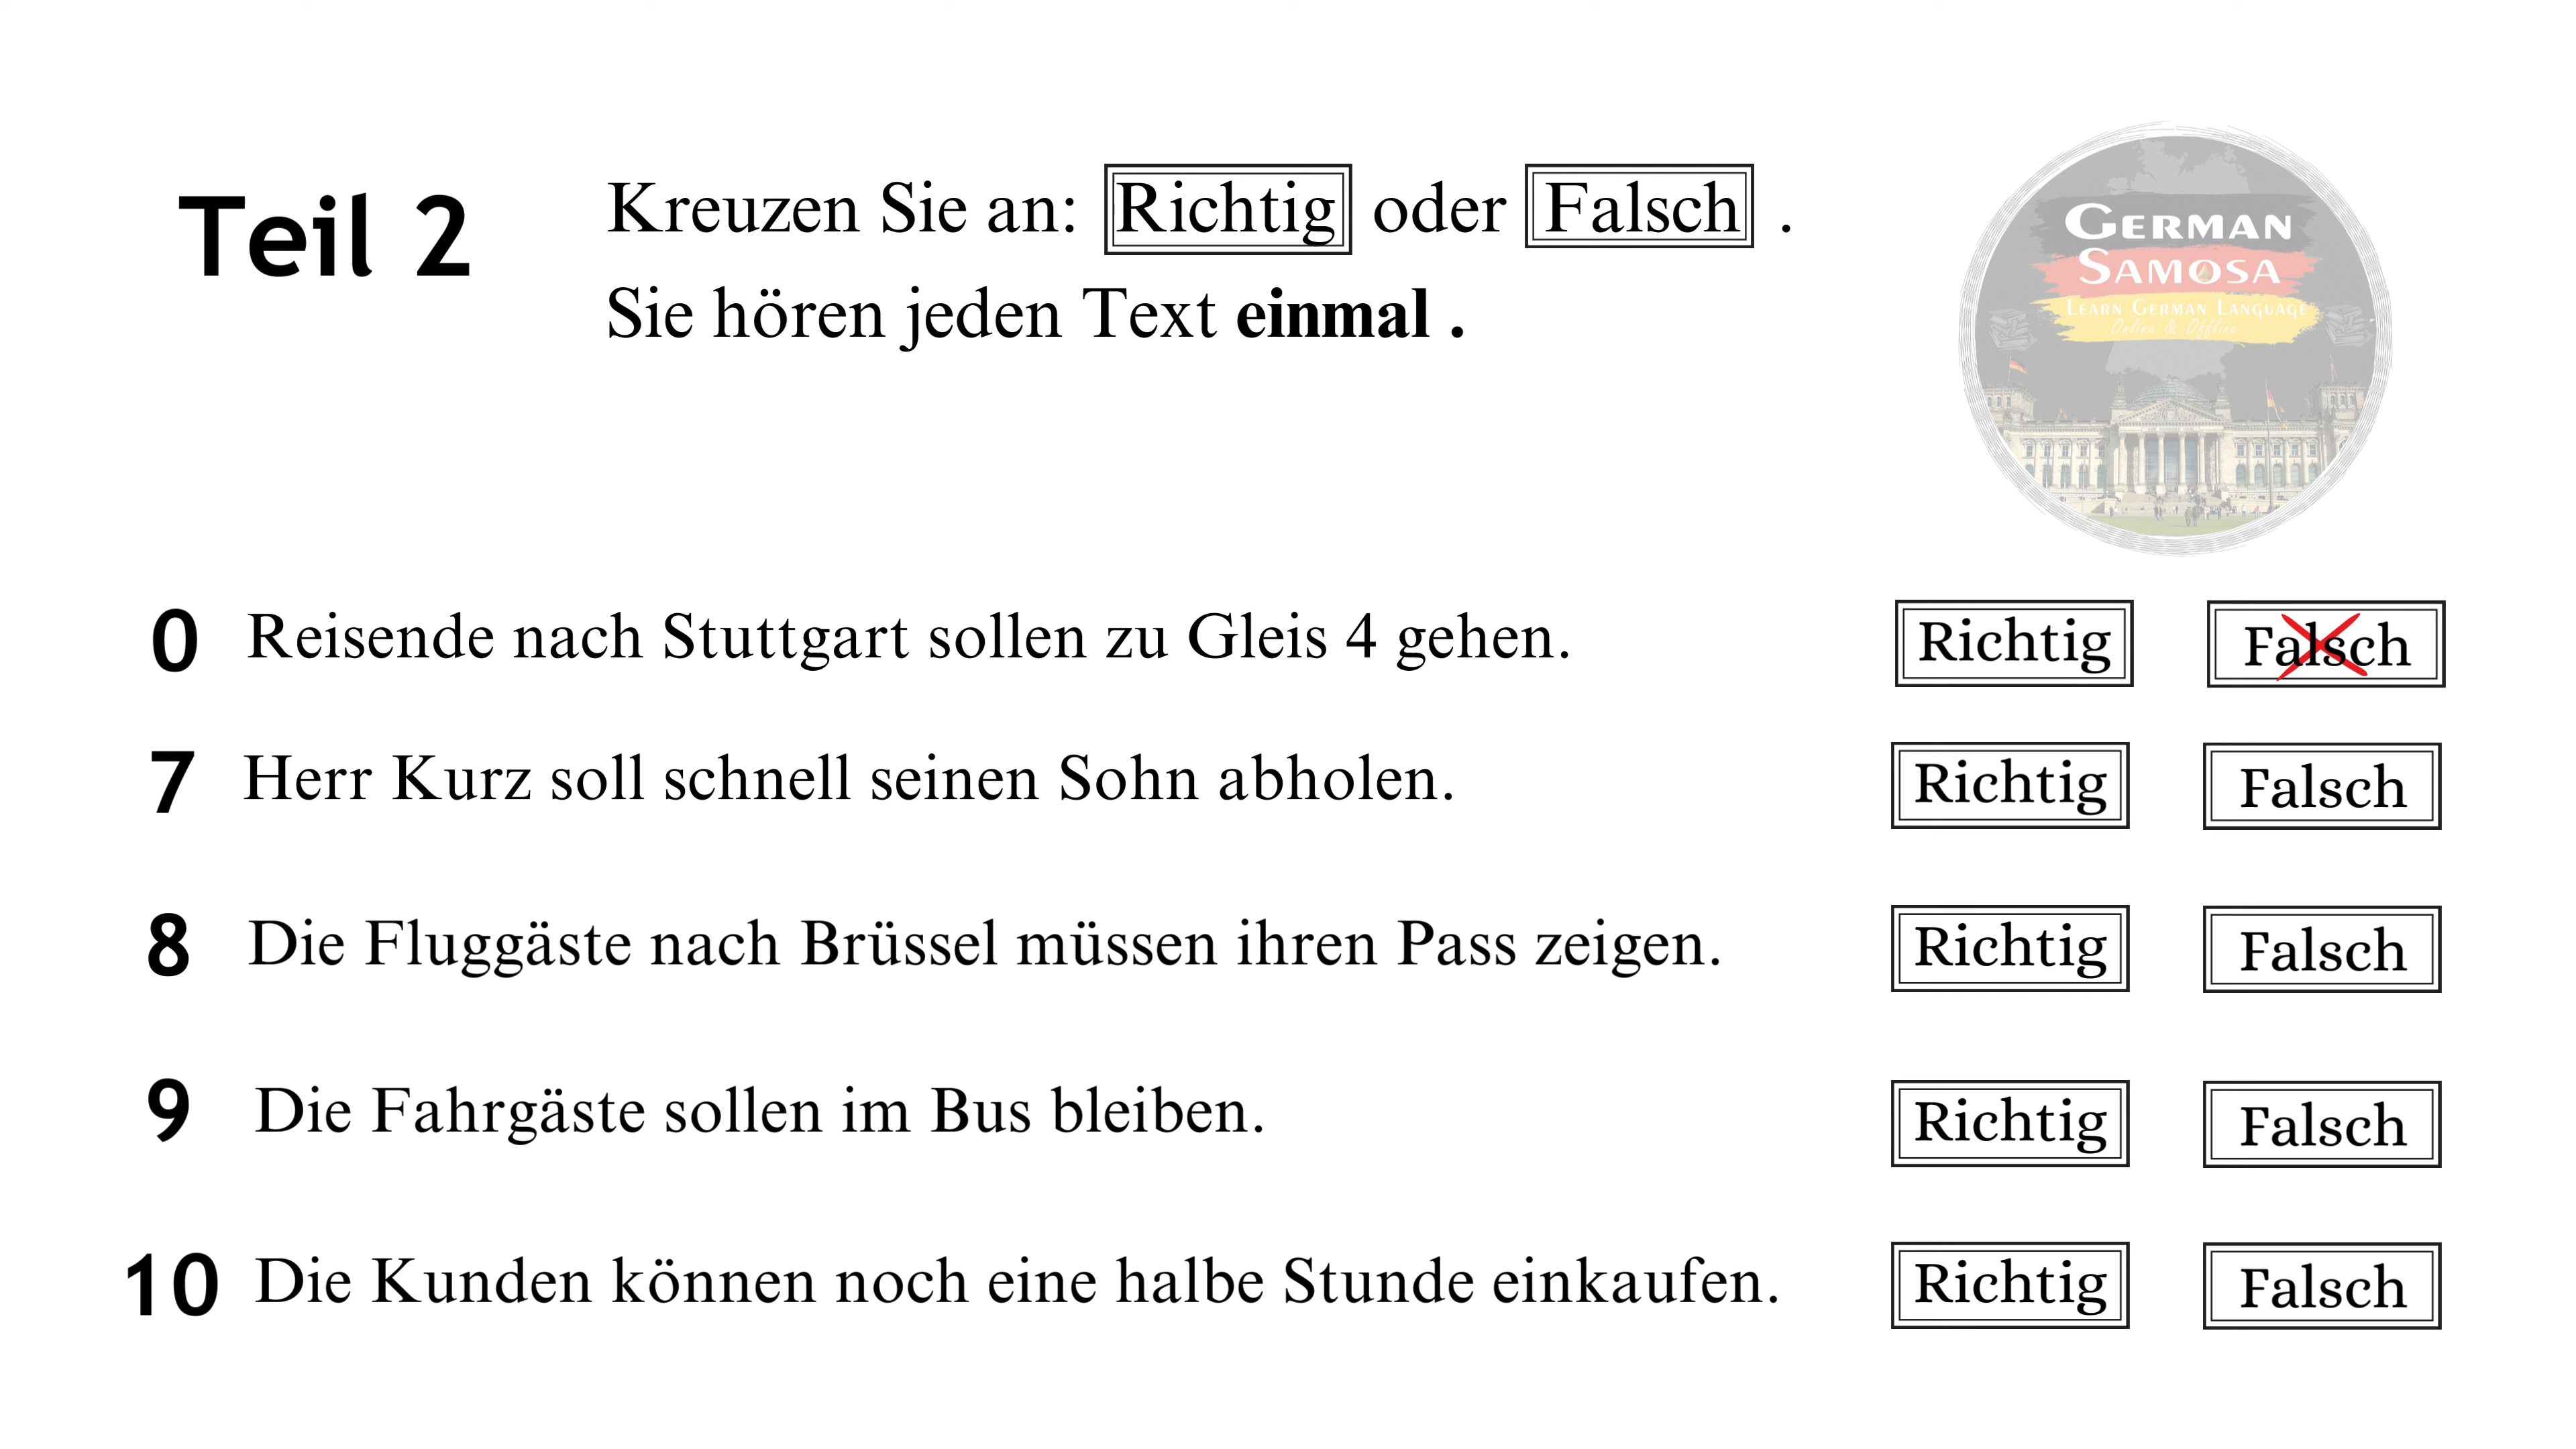 Teil 2
Kreuzen Sie an: Richtig oder Falsch .
Sie hören jeden Text einmal .
GERMAN
SAMOSA
LEARN GERMAN LANGUAGE
Online & Offline
0 Reisende nach Stuttgart sollen zu Gleis 4 gehen. Richtig Falsch
7 Herr Kurz soll schnell seinen Sohn abholen. Richtig Falsch
8 Die Fluggäste nach Brüssel müssen ihren Pass zeigen. Richtig Falsch
9 Die Fahrgäste sollen im Bus bleiben. Richtig Falsch
10 Die Kunden können noch eine halbe Stunde einkaufen. Richtig Falsch